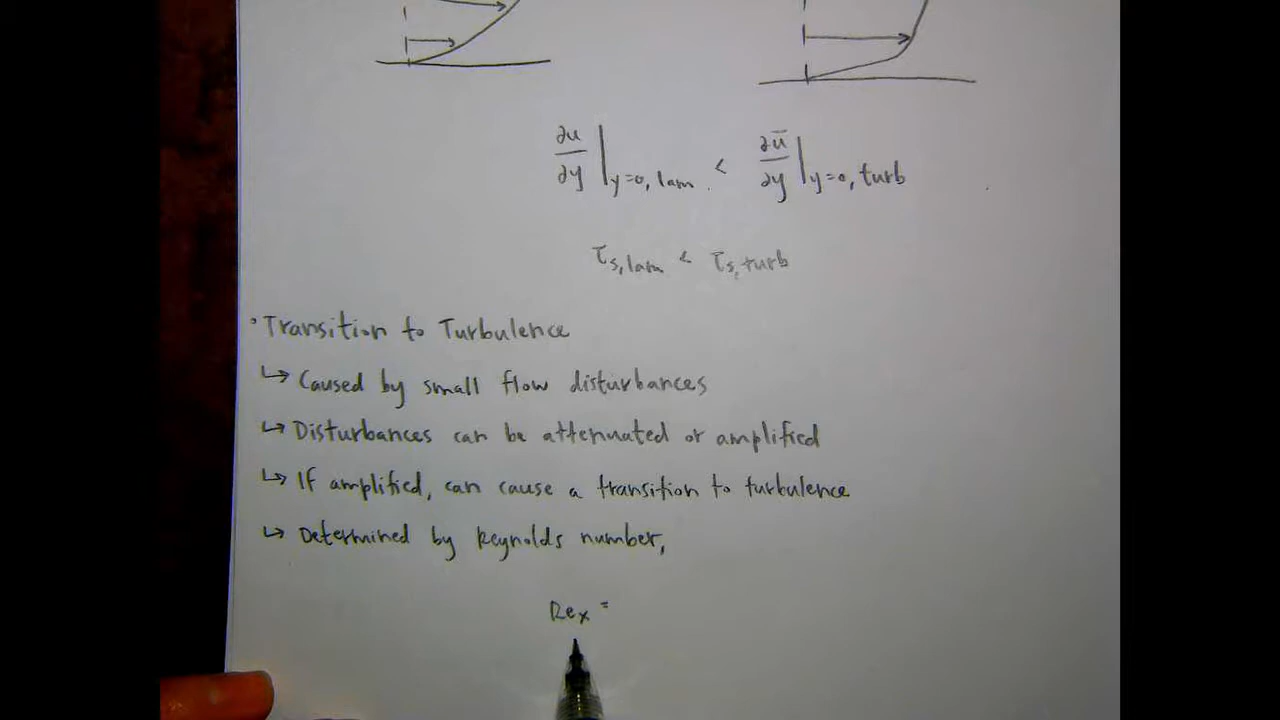 ∂u/∂y |y=0, lam < ∂ū/∂y |y=0, turb
τs,lam < τs,turb
• Transition to Turbulence
↳ Caused by small flow disturbances
↳ Disturbances can be attenuated or amplified
↳ If amplified, can cause a transition to turbulence
↳ Determined by Reynolds number,
Rex =